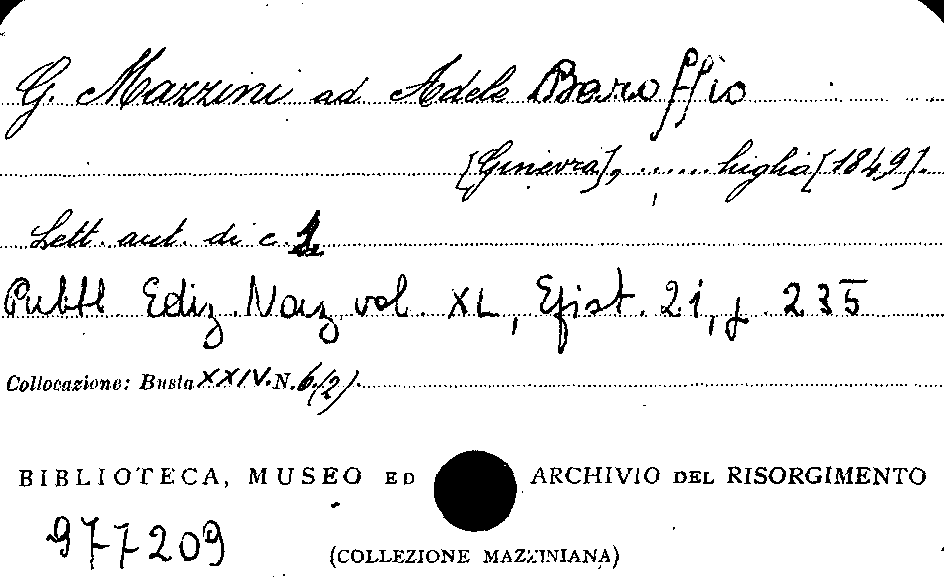 G. Mazzini ad Adele Baroffio
[Ginevra], ...... luglio [1849].
Lett. aut. di c. 1
Pubbl. Ediz. Naz. vol. XL, Epist. 21, p. 235
Collocazione: Busta XXIV. N. 6 (2).
BIBLIOTECA, MUSEO ED ARCHIVIO DEL RISORGIMENTO
977209
(COLLEZIONE MAZZINIANA)